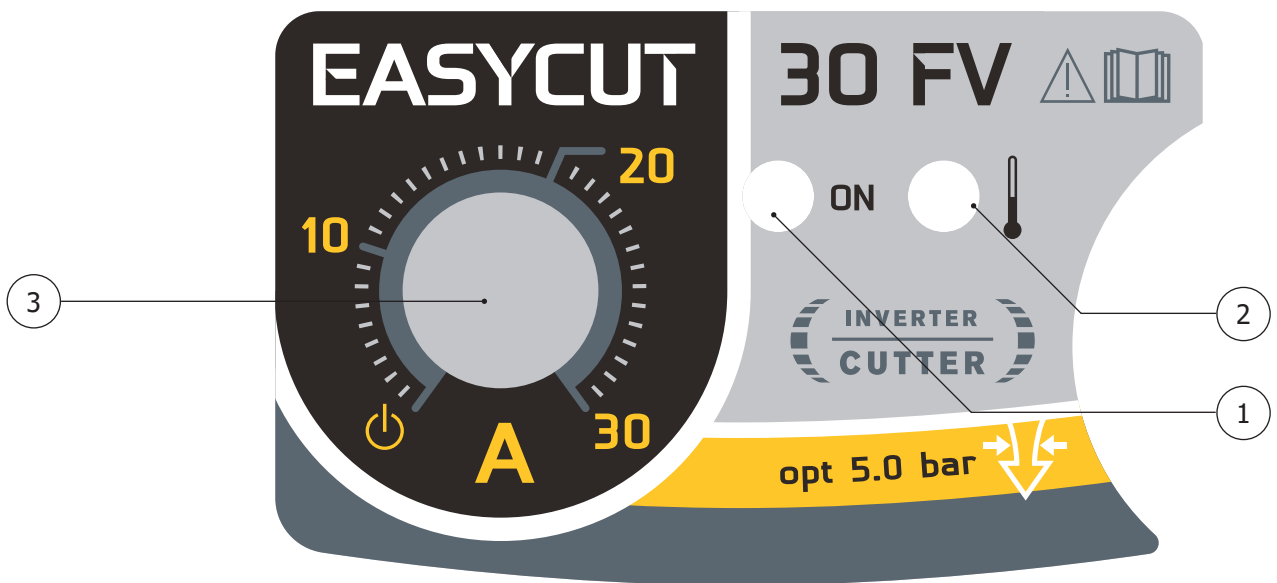 EASYCUT
30 FV
20
10
ON
3
2
INVERTER
CUTTER
1
30
A
opt 5.0 bar